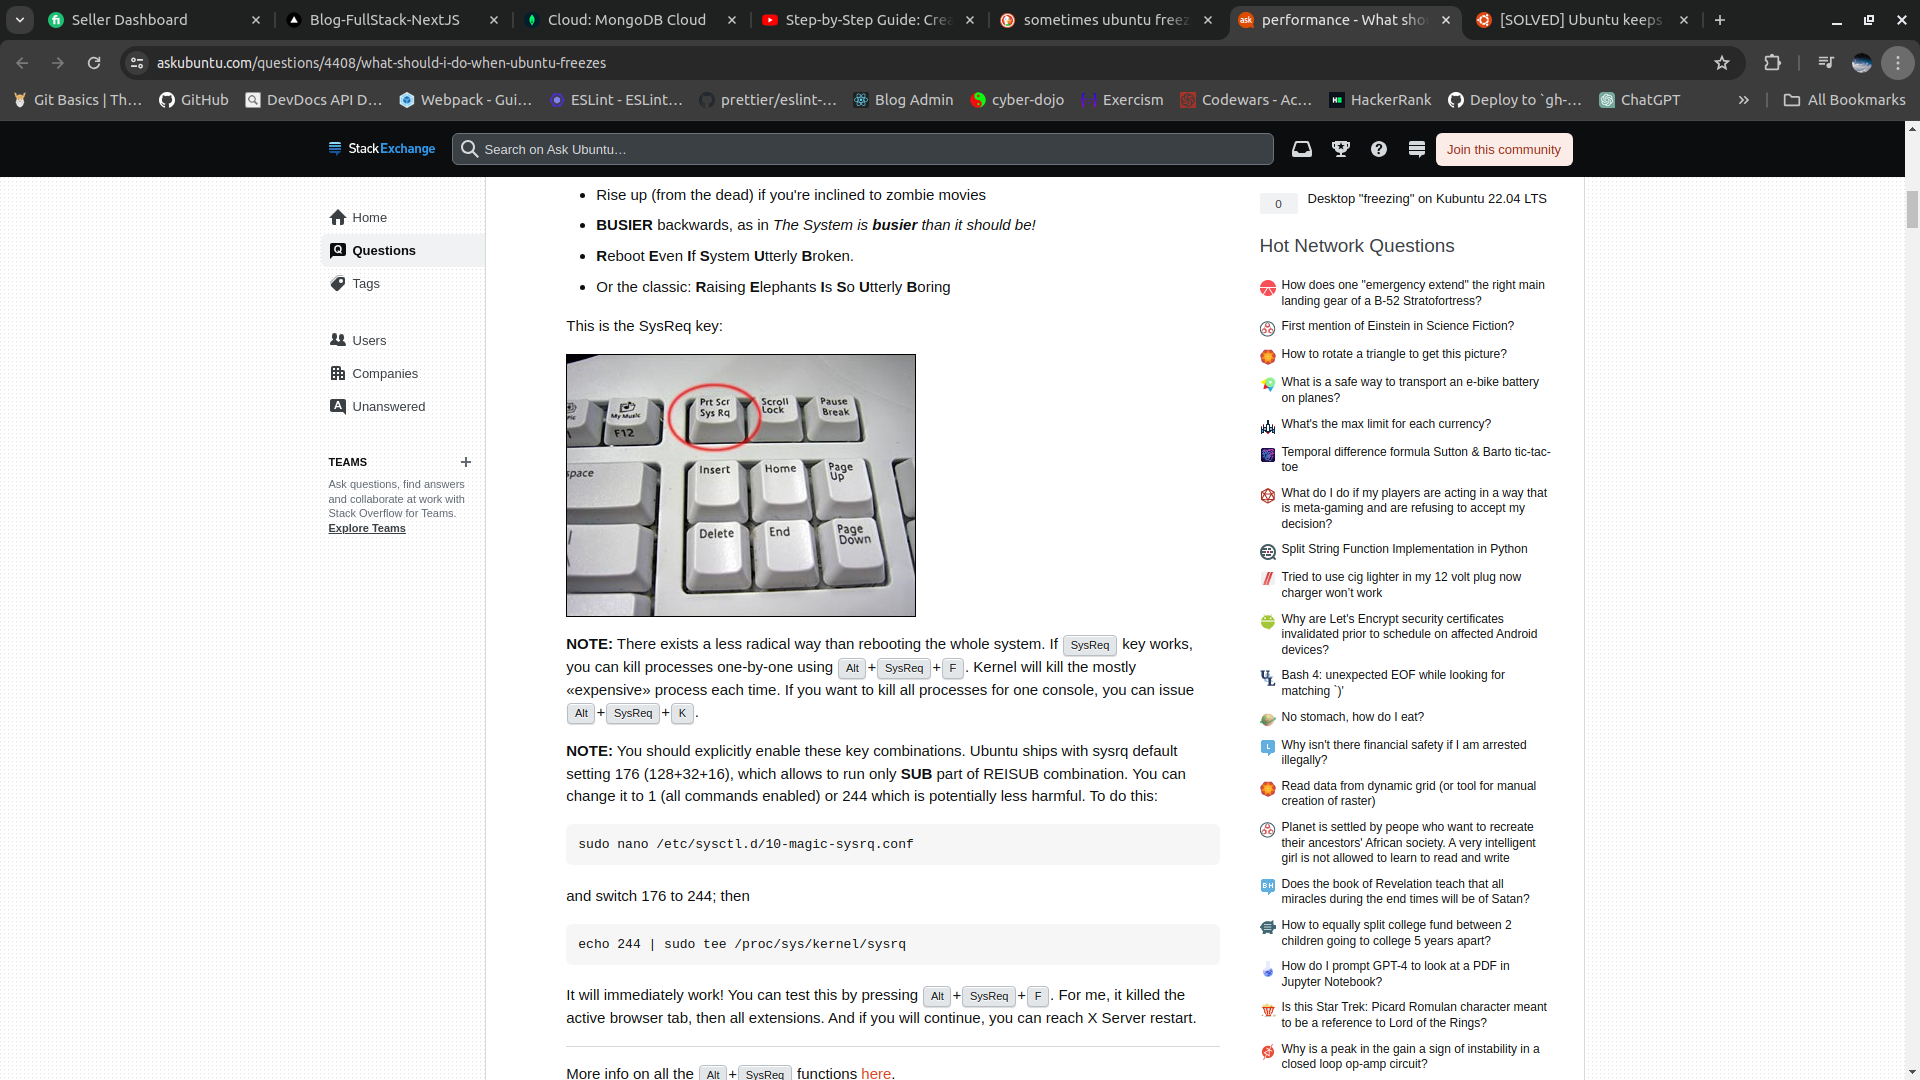 Seller Dashboard
Blog-FullStack-NextJS
Cloud: MongoDB Cloud
Step-by-Step Guide: Crea
sometimes ubuntu freez
performance - What shou
[SOLVED] Ubuntu keeps
askubuntu.com/questions/4408/what-should-i-do-when-ubuntu-freezes
Git Basics | Th…
GitHub
DevDocs API D…
Webpack - Gui…
ESLint - ESLint…
prettier/eslint-…
Blog Admin
cyber-dojo
Exercism
Codewars - Ac…
HackerRank
Deploy to `gh-…
ChatGPT
All Bookmarks
StackExchange
Search on Ask Ubuntu…
Join this community
Home
Questions
Tags
Users
Companies
Unanswered
TEAMS
Ask questions, find answers
and collaborate at work with
Stack Overflow for Teams.
Explore Teams
Rise up (from the dead) if you're inclined to zombie movies
BUSIER backwards, as in The System is busier than it should be!
Reboot Even If System Utterly Broken.
Or the classic: Raising Elephants Is So Utterly Boring
This is the SysReq key:
My Music
F12
Prt Scr
Sys Rq
Scroll
Lock
Pause
Break
space
Insert
Home
Page
Up
Delete
End
Page
Down
NOTE: There exists a less radical way than rebooting the whole system. If SysReq key works,
you can kill processes one-by-one using Alt+SysReq+F. Kernel will kill the mostly
«expensive» process each time. If you want to kill all processes for one console, you can issue
Alt+SysReq+K.
NOTE: You should explicitly enable these key combinations. Ubuntu ships with sysrq default
setting 176 (128+32+16), which allows to run only SUB part of REISUB combination. You can
change it to 1 (all commands enabled) or 244 which is potentially less harmful. To do this:
sudo nano /etc/sysctl.d/10-magic-sysrq.conf
and switch 176 to 244; then
echo 244 | sudo tee /proc/sys/kernel/sysrq
It will immediately work! You can test this by pressing Alt+SysReq+F. For me, it killed the
active browser tab, then all extensions. And if you will continue, you can reach X Server restart.
More info on all the Alt+SysReq functions here.
0
Desktop "freezing" on Kubuntu 22.04 LTS
Hot Network Questions
How does one "emergency extend" the right main
landing gear of a B-52 Stratofortress?
First mention of Einstein in Science Fiction?
How to rotate a triangle to get this picture?
What is a safe way to transport an e-bike battery
on planes?
What's the max limit for each currency?
Temporal difference formula Sutton & Barto tic-tac-
toe
What do I do if my players are acting in a way that
is meta-gaming and are refusing to accept my
decision?
Split String Function Implementation in Python
Tried to use cig lighter in my 12 volt plug now
charger won't work
Why are Let's Encrypt security certificates
invalidated prior to schedule on affected Android
devices?
Bash 4: unexpected EOF while looking for
matching `)'
No stomach, how do I eat?
Why isn't there financial safety if I am arrested
illegally?
Read data from dynamic grid (or tool for manual
creation of raster)
Planet is settled by peope who want to recreate
their ancestors' African society. A very intelligent
girl is not allowed to learn to read and write
Does the book of Revelation teach that all
miracles during the end times will be of Satan?
How to equally split college fund between 2
children going to college 5 years apart?
How do I prompt GPT-4 to look at a PDF in
Jupyter Notebook?
Is this Star Trek: Picard Romulan character meant
to be a reference to Lord of the Rings?
Why is a peak in the gain a sign of instability in a
closed loop op-amp circuit?